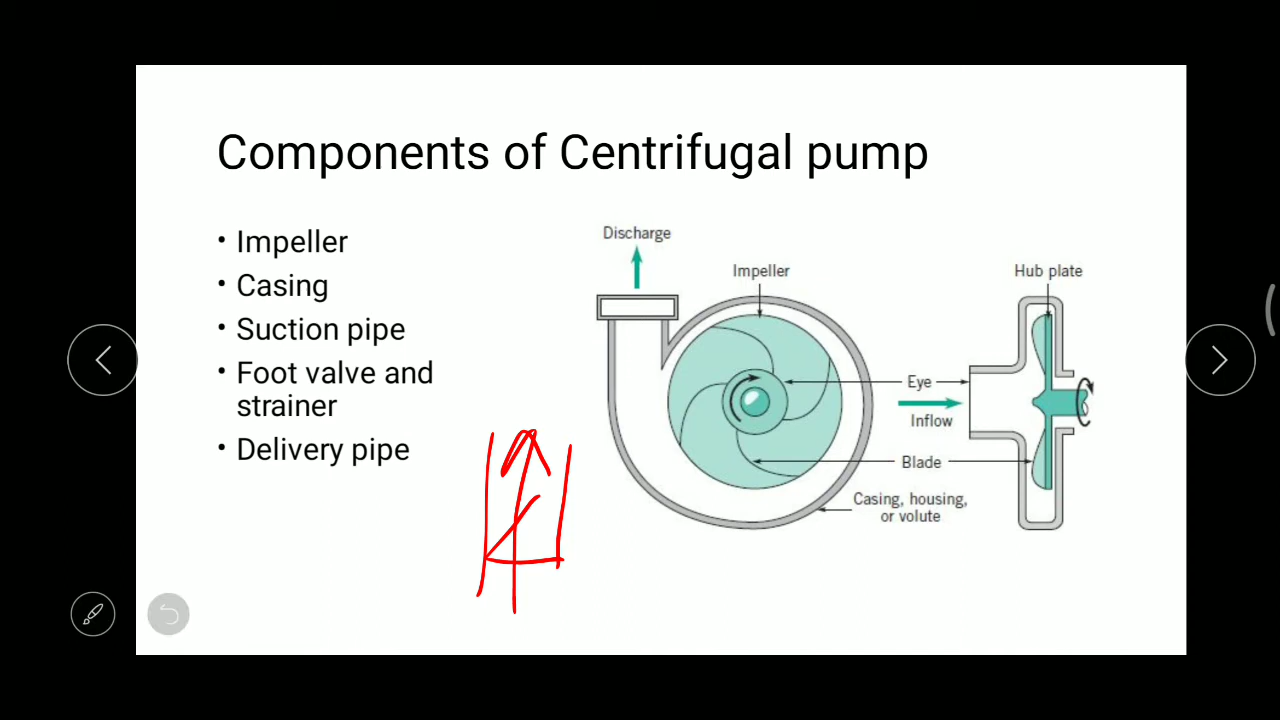 Components of Centrifugal pump
• Impeller
• Casing
• Suction pipe
• Foot valve and
strainer
• Delivery pipe
Discharge
Impeller
Hub plate
Eye
Inflow
Blade
Casing, housing,
or volute